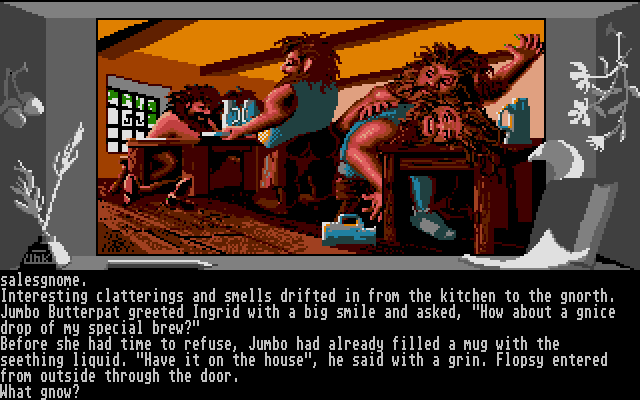 salesgnome.
Interesting clatterings and smells drifted in from the kitchen to the gnorth.
Jumbo Butterpat greeted Ingrid with a big smile and asked, "How about a gnice
drop of my special brew?"
Before she had time to refuse, Jumbo had already filled a mug with the
seething liquid. "Have it on the house", he said with a grin. Flopsy entered
from outside through the door.
What gnow?